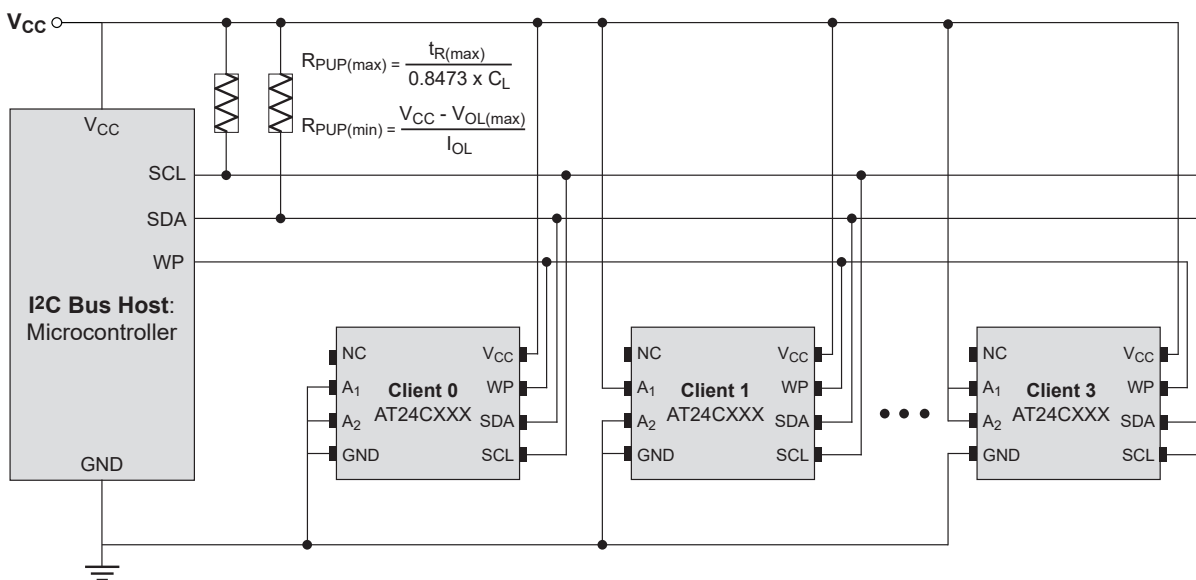 VCC
RPUP(max) = tR(max) / 0.8473 x CL
RPUP(min) = VCC - VOL(max) / IOL
VCC
SCL
SDA
WP
I2C Bus Host:
Microcontroller
GND
NC
A1
A2
GND
Client 0
AT24CXXX
VCC
WP
SDA
SCL
NC
A1
A2
GND
Client 1
AT24CXXX
VCC
WP
SDA
SCL
NC
A1
A2
GND
Client 3
AT24CXXX
VCC
WP
SDA
SCL